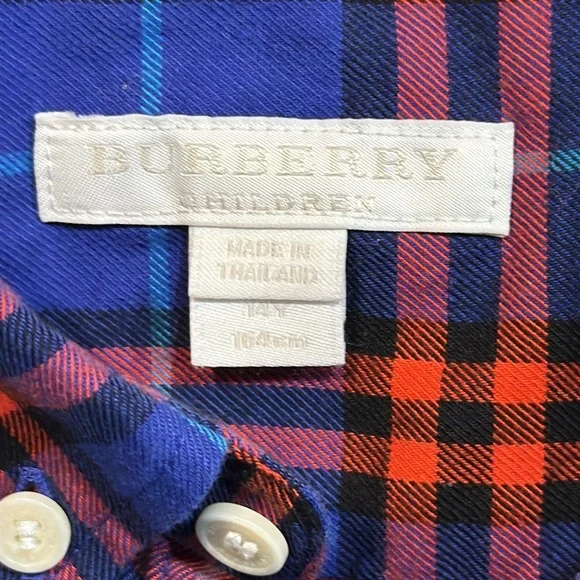 BURBERRY
CHILDREN
MADE IN
THAILAND
14Y
164cm